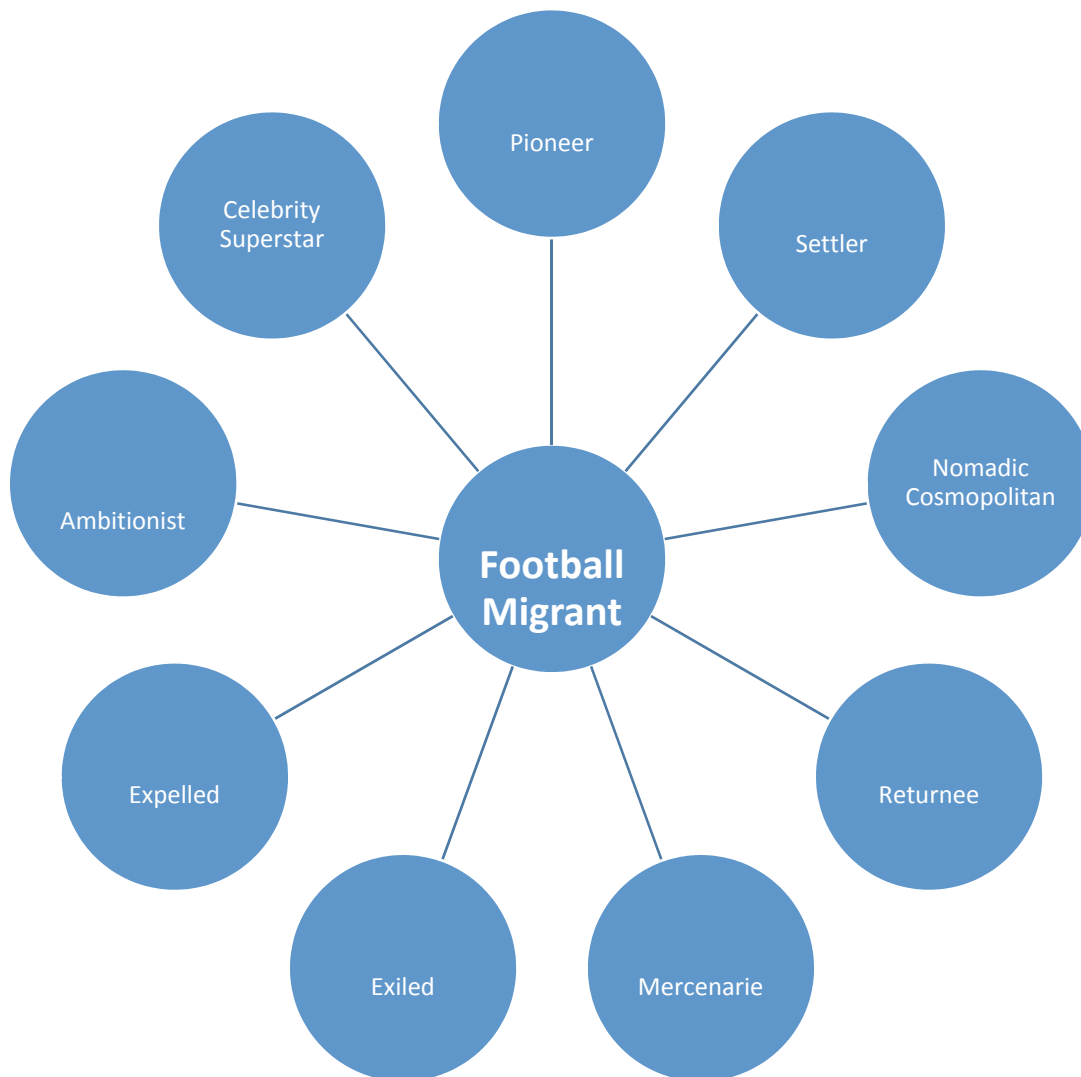 Pioneer
Celebrity
Superstar
Settler
Nomadic
Cosmopolitan
Ambitionist
Football
Migrant
Expelled
Returnee
Exiled
Mercenarie